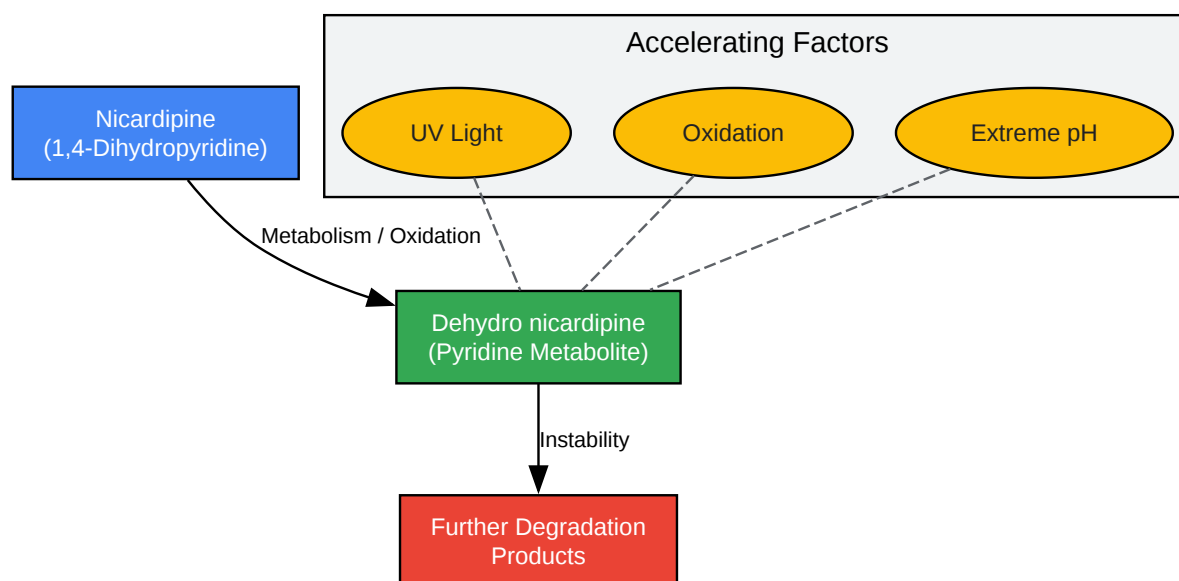 Accelerating Factors
Nicardipine
(1,4-Dihydropyridine)
UV Light
Oxidation
Extreme pH
Metabolism / Oxidation
Dehydro nicardipine
(Pyridine Metabolite)
Instability
Further Degradation
Products